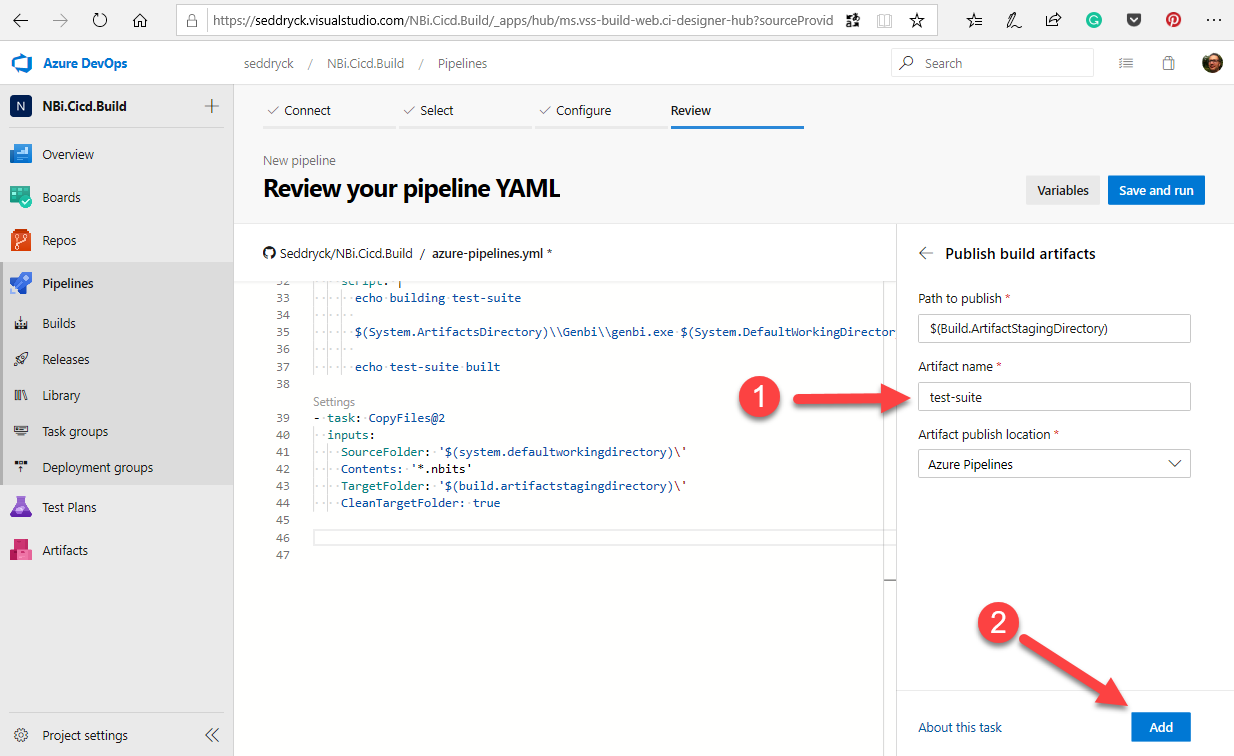 https://seddryck.visualstudio.com/NBi.Cicd.Build/_apps/hub/ms.vss-build-web.ci-designer-hub?sourceProvid
Azure DevOps
seddryck / NBi.Cicd.Build / Pipelines
Search
N NBi.Cicd.Build
Overview
Boards
Repos
Pipelines
Builds
Releases
Library
Task groups
Deployment groups
Test Plans
Artifacts
Project settings
Connect
Select
Configure
Review
New pipeline
Review your pipeline YAML
Variables
Save and run
Seddryck/NBi.Cicd.Build / azure-pipelines.yml *
32 script: |
33 echo building test-suite
34
35 $(System.ArtifactsDirectory)\\Genbi\\genbi.exe $(System.DefaultWorkingDirector
36
37 echo test-suite built
38
Settings
39 - task: CopyFiles@2
40 inputs:
41 SourceFolder: '$(system.defaultworkingdirectory)\'
42 Contents: '*.nbits'
43 TargetFolder: '$(build.artifactstagingdirectory)\'
44 CleanTargetFolder: true
45
46
47
Publish build artifacts
Path to publish *
$(Build.ArtifactStagingDirectory)
Artifact name *
1
test-suite
Artifact publish location *
Azure Pipelines
2
About this task
Add